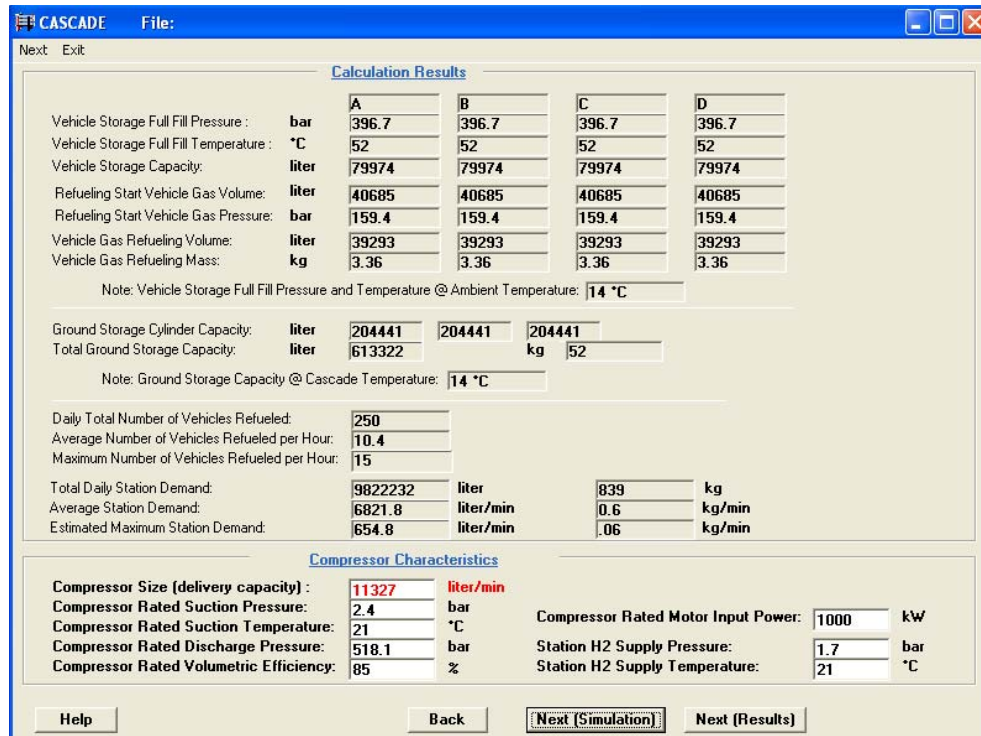 CASCADE File:
Next Exit
Calculation Results
A B C D
Vehicle Storage Full Fill Pressure : bar 396.7 396.7 396.7 396.7
Vehicle Storage Full Fill Temperature : °C 52 52 52 52
Vehicle Storage Capacity: liter 79974 79974 79974 79974
Refueling Start Vehicle Gas Volume: liter 40685 40685 40685 40685
Refueling Start Vehicle Gas Pressure: bar 159.4 159.4 159.4 159.4
Vehicle Gas Refueling Volume: liter 39293 39293 39293 39293
Vehicle Gas Refueling Mass: kg 3.36 3.36 3.36 3.36
Note: Vehicle Storage Full Fill Pressure and Temperature @ Ambient Temperature: 14 °C
Ground Storage Cylinder Capacity: liter 204441 204441 204441
Total Ground Storage Capacity: liter 613322 kg 52
Note: Ground Storage Capacity @ Cascade Temperature: 14 °C
Daily Total Number of Vehicles Refueled: 250
Average Number of Vehicles Refueled per Hour: 10.4
Maximum Number of Vehicles Refueled per Hour: 15
Total Daily Station Demand: 9822232 liter 839 kg
Average Station Demand: 6821.8 liter/min 0.6 kg/min
Estimated Maximum Station Demand: 654.8 liter/min .06 kg/min
Compressor Characteristics
Compressor Size (delivery capacity) : 11327 liter/min
Compressor Rated Suction Pressure: 2.4 bar
Compressor Rated Motor Input Power: 1000 kW
Compressor Rated Suction Temperature: 21 °C
Compressor Rated Discharge Pressure: 518.1 bar Station H2 Supply Pressure: 1.7 bar
Compressor Rated Volumetric Efficiency: 85 % Station H2 Supply Temperature: 21 °C
Help Back Next (Simulation) Next (Results)